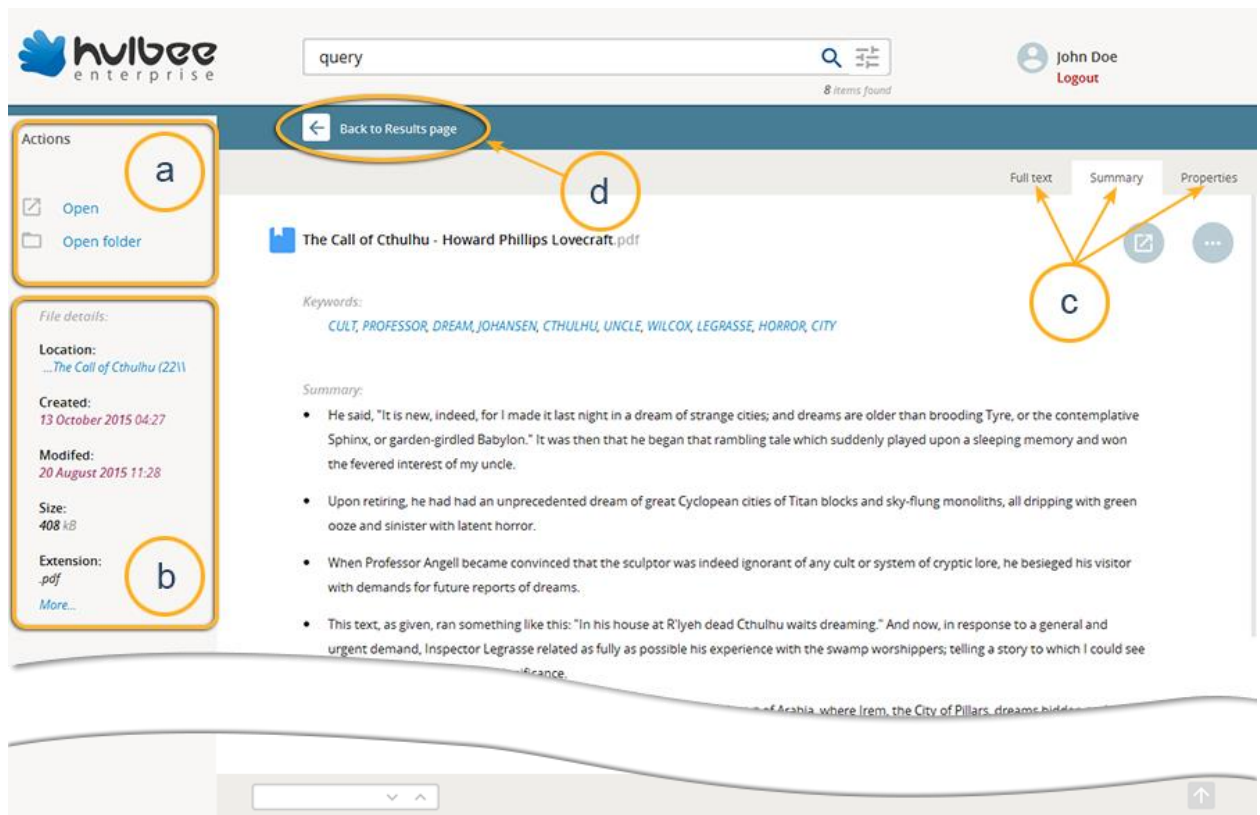 hulbee
enterprise
query
8 items found
John Doe
Logout
Back to Results page
Actions
a
Open
Open folder
d
Full text
Summary
Properties
The Call of Cthulhu - Howard Phillips Lovecraft.pdf
c
Keywords:
CULT, PROFESSOR, DREAM, JOHANSEN, CTHULHU, UNCLE, WILCOX, LEGRASSE, HORROR, CITY
File details:
Location:
...The Call of Cthulhu (22\\
Created:
13 October 2015 04:27
Modifed:
20 August 2015 11:28
Size:
408 kB
Extension:
.pdf
More...
b
Summary:
• He said, "It is new, indeed, for I made it last night in a dream of strange cities; and dreams are older than brooding Tyre, or the contemplative
Sphinx, or garden-girdled Babylon." It was then that he began that rambling tale which suddenly played upon a sleeping memory and won
the fevered interest of my uncle.
• Upon retiring, he had had an unprecedented dream of great Cyclopean cities of Titan blocks and sky-flung monoliths, all dripping with green
ooze and sinister with latent horror.
• When Professor Angell became convinced that the sculptor was indeed ignorant of any cult or system of cryptic lore, he besieged his visitor
with demands for future reports of dreams.
• This text, as given, ran something like this: "In his house at R'lyeh dead Cthulhu waits dreaming." And now, in response to a general and
urgent demand, Inspector Legrasse related as fully as possible his experience with the swamp worshippers; telling a story to which I could see
of Arabia, where Irem, the City of Pillars, dreams